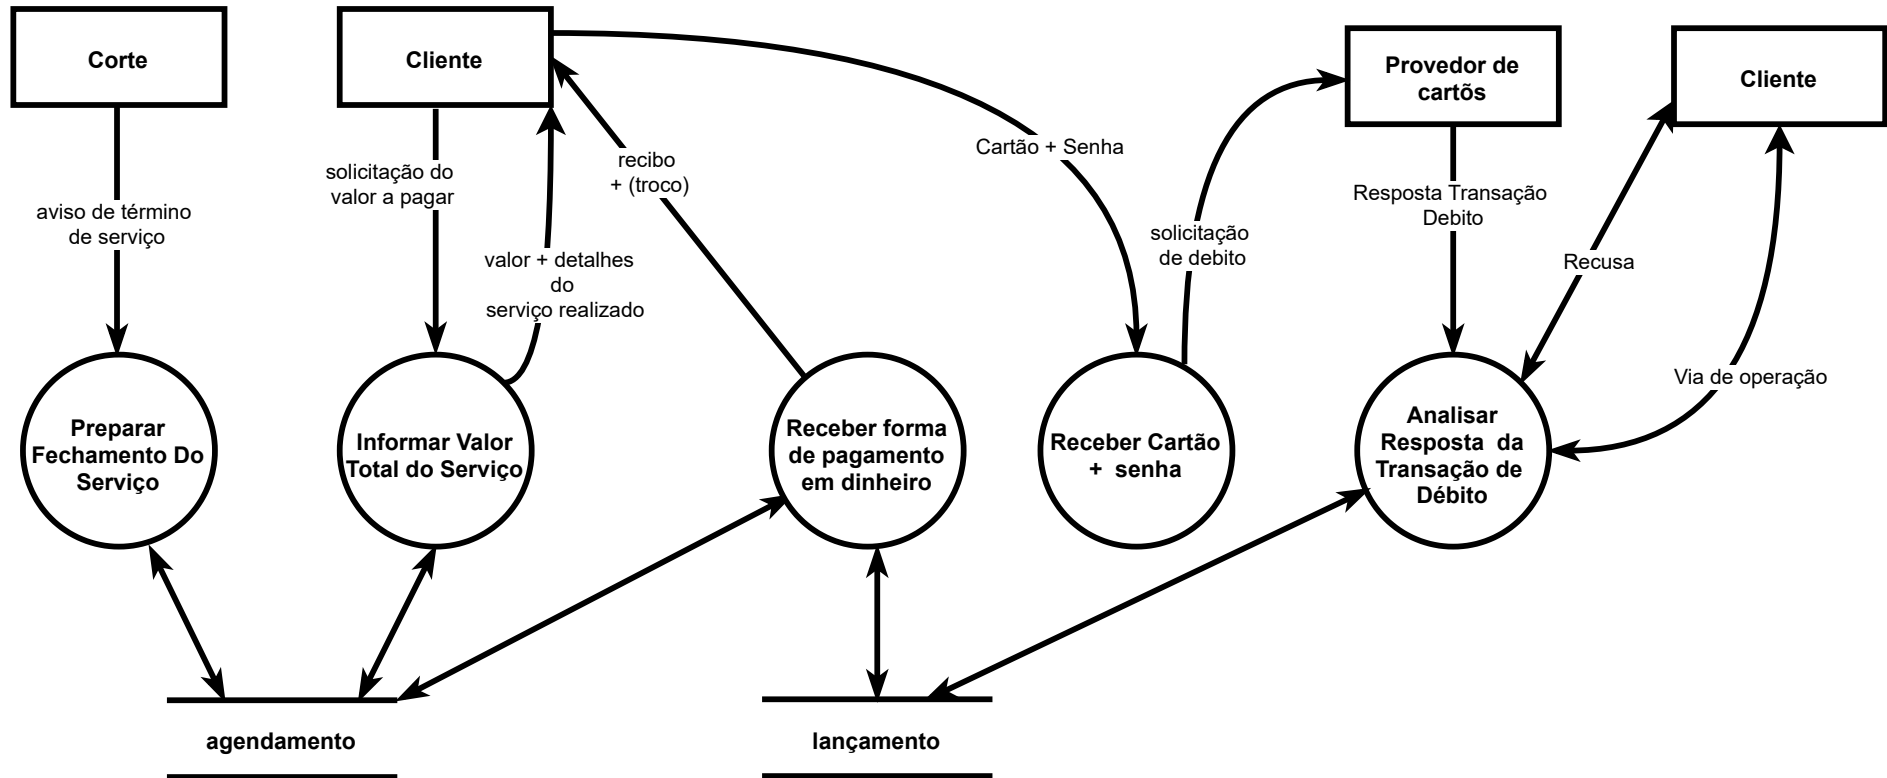 Corte
Cliente
Provedor de
cartõs
Cliente
aviso de término
de serviço
solicitação do
valor a pagar
valor + detalhes
do
serviço realizado
recibo
+ (troco)
Cartão + Senha
solicitação
de debito
Resposta Transação
Debito
Recusa
Via de operação
Preparar
Fechamento Do
Serviço
Informar Valor
Total do Serviço
Receber forma
de pagamento
em dinheiro
Receber Cartão
+ senha
Analisar
Resposta da
Transação de
Débito
agendamento
lançamento